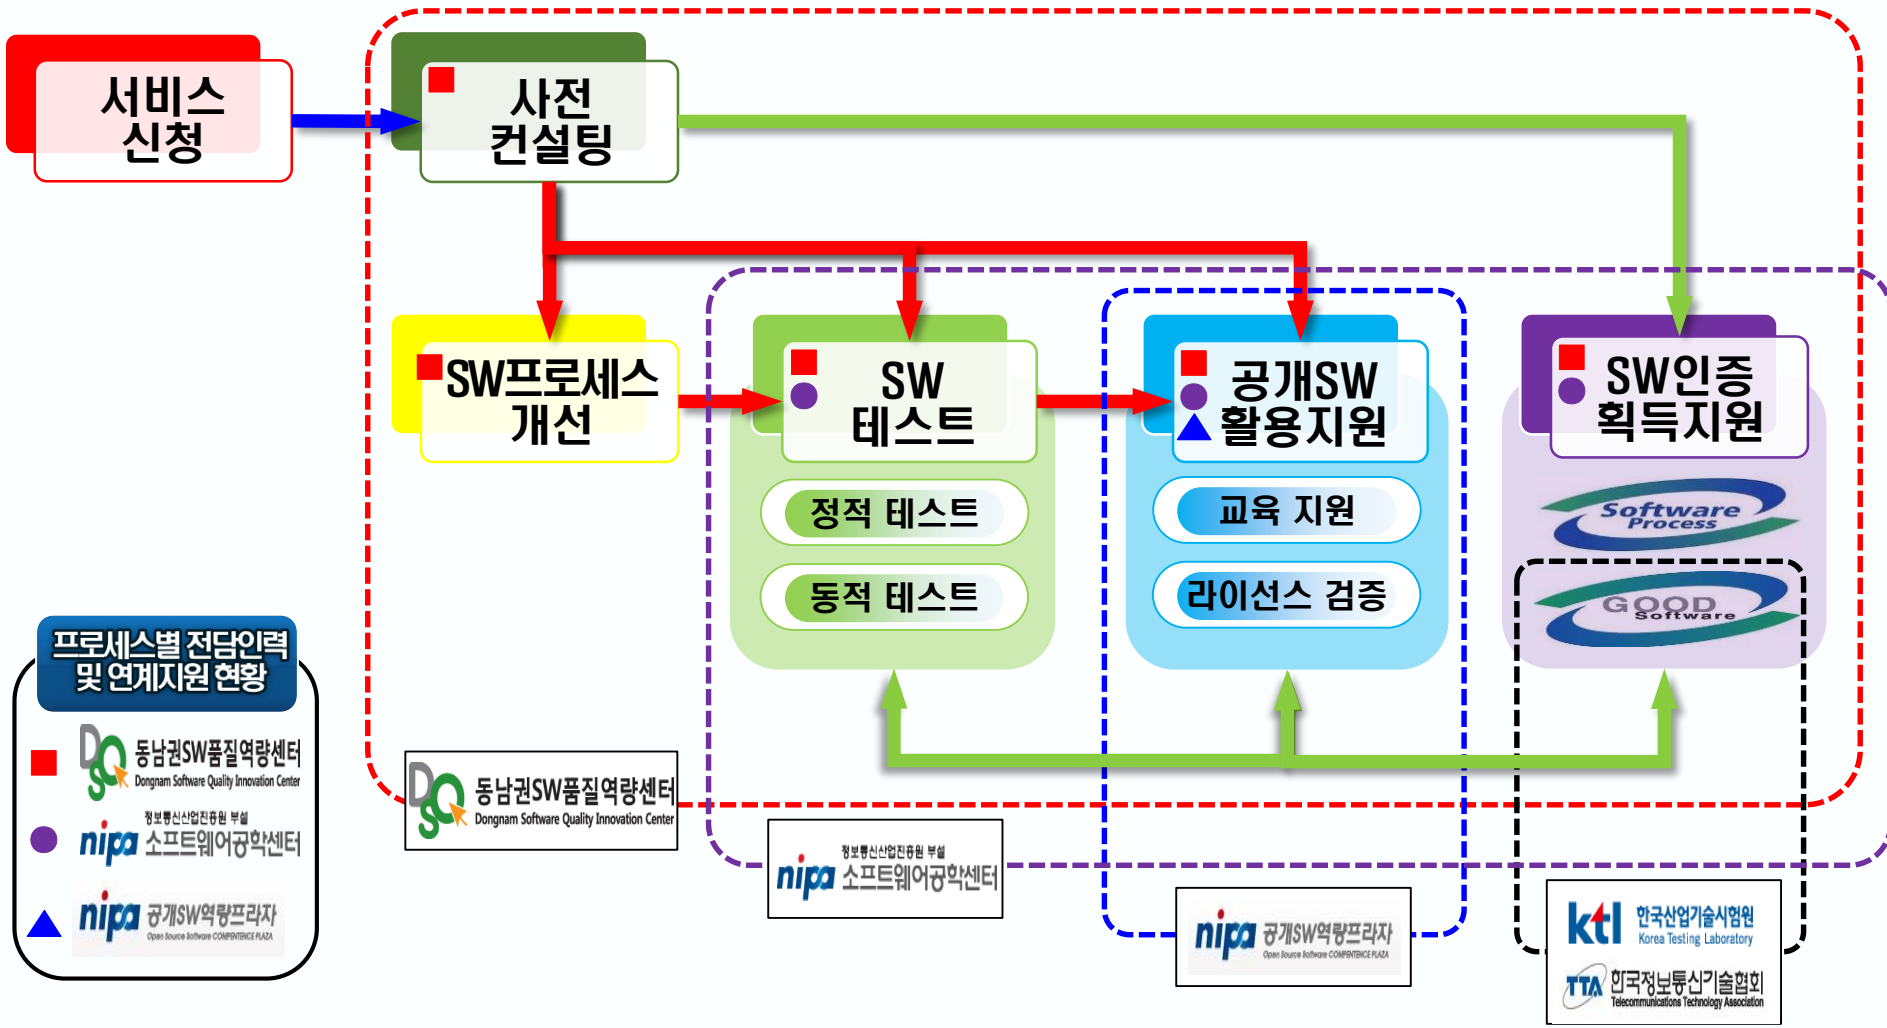 서비스
신청
사전
컨설팅
SW프로세스
개선
SW
테스트
정적 테스트
동적 테스트
공개SW
활용지원
교육 지원
라이선스 검증
SW인증
획득지원
Software
Process
GOOD
Software
프로세스별 전담인력
및 연계지원 현황
DSQ
동남권SW품질역량센터
Dongnam Software Quality Innovation Center
정보통신산업진흥원 부설
nipa 소프트웨어공학센터
nipa 공개SW역량프라자
Open Source Software COMPENTENCE PLAZA
DSQ
동남권SW품질역량센터
Dongnam Software Quality Innovation Center
정보통신산업진흥원 부설
nipa 소프트웨어공학센터
nipa 공개SW역량프라자
Open Source Software COMPENTENCE PLAZA
ktl 한국산업기술시험원
Korea Testing Laboratory
TTA 한국정보통신기술협회
Telecommunications Technology Association